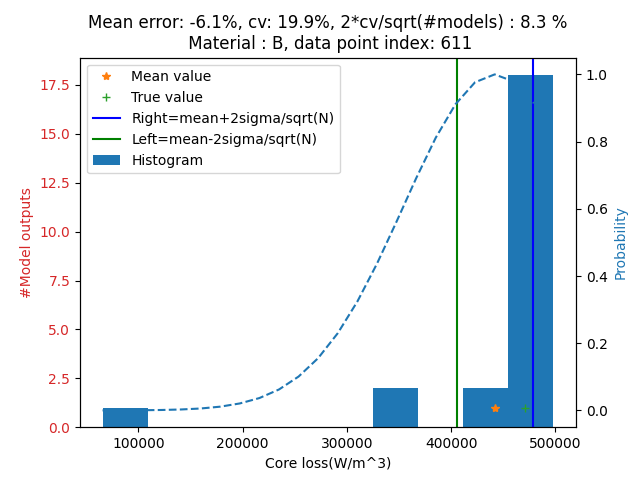 Mean error: -6.1%, cv: 19.9%, 2*cv/sqrt(#models) : 8.3 %
Material : B, data point index: 611
Mean value
True value
Right=mean+2sigma/sqrt(N)
Left=mean-2sigma/sqrt(N)
Histogram
#Model outputs
17.5
15.0
12.5
10.0
7.5
5.0
2.5
0.0
1.0
0.8
0.6
0.4
0.2
0.0
Probability
100000 200000 300000 400000 500000
Core loss(W/m^3)